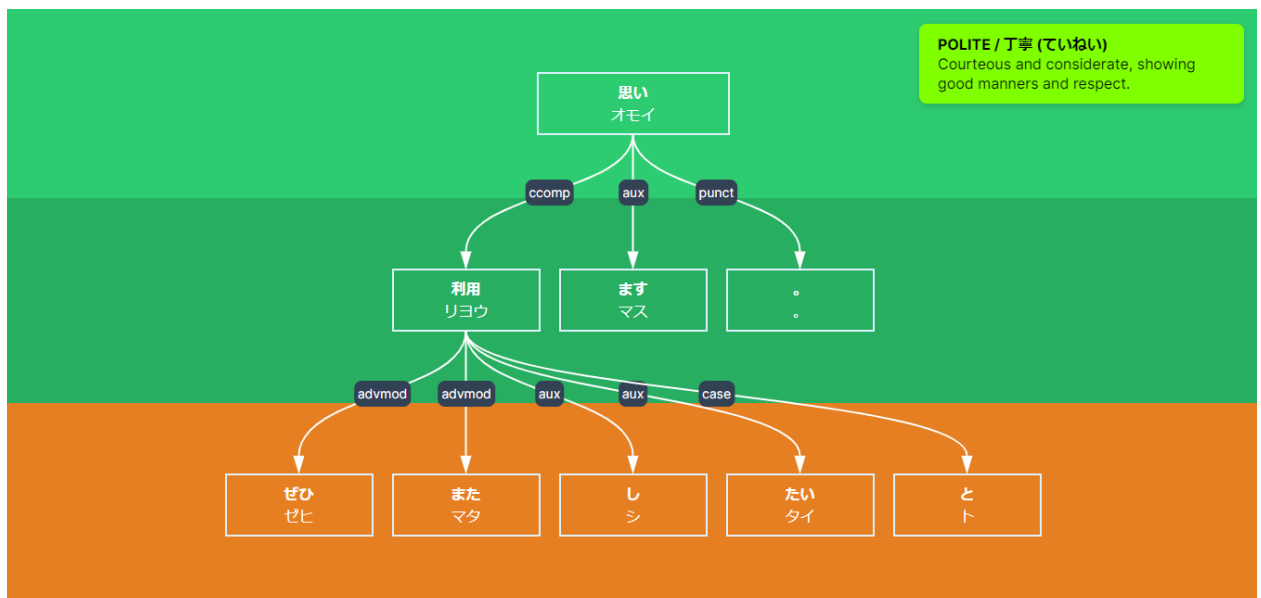 POLITE / 丁寧 (ていねい)
Courteous and considerate, showing
good manners and respect.
思い
オモイ
ccomp
aux
punct
利用
リヨウ
ます
マス
。
。
advmod
advmod
aux
aux
case
ぜひ
ゼヒ
また
マタ
し
シ
たい
タイ
と
ト